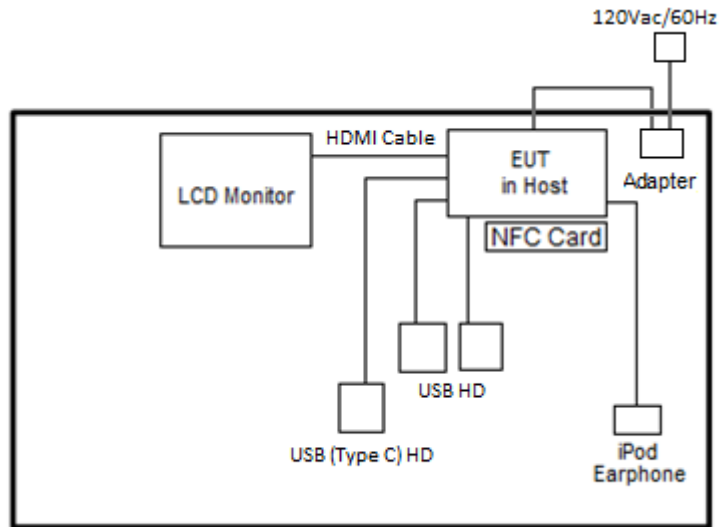 120Vac/60Hz
HDMI Cable
LCD Monitor
EUT
in Host
Adapter
NFC Card
USB HD
USB (Type C) HD
iPod
Earphone